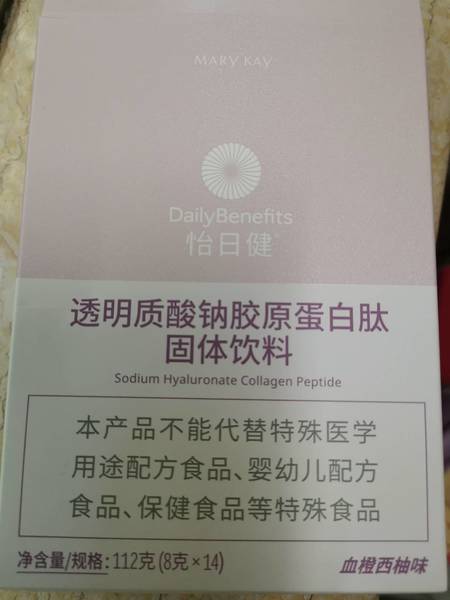 MARY KAY
DailyBenefits
怡日健
透明质酸钠胶原蛋白肽
固体饮料
Sodium Hyaluronate Collagen Peptide
本产品不能代替特殊医学
用途配方食品、婴幼儿配方
食品、保健食品等特殊食品
净含量/规格：112克(8克×14)
血橙西柚味